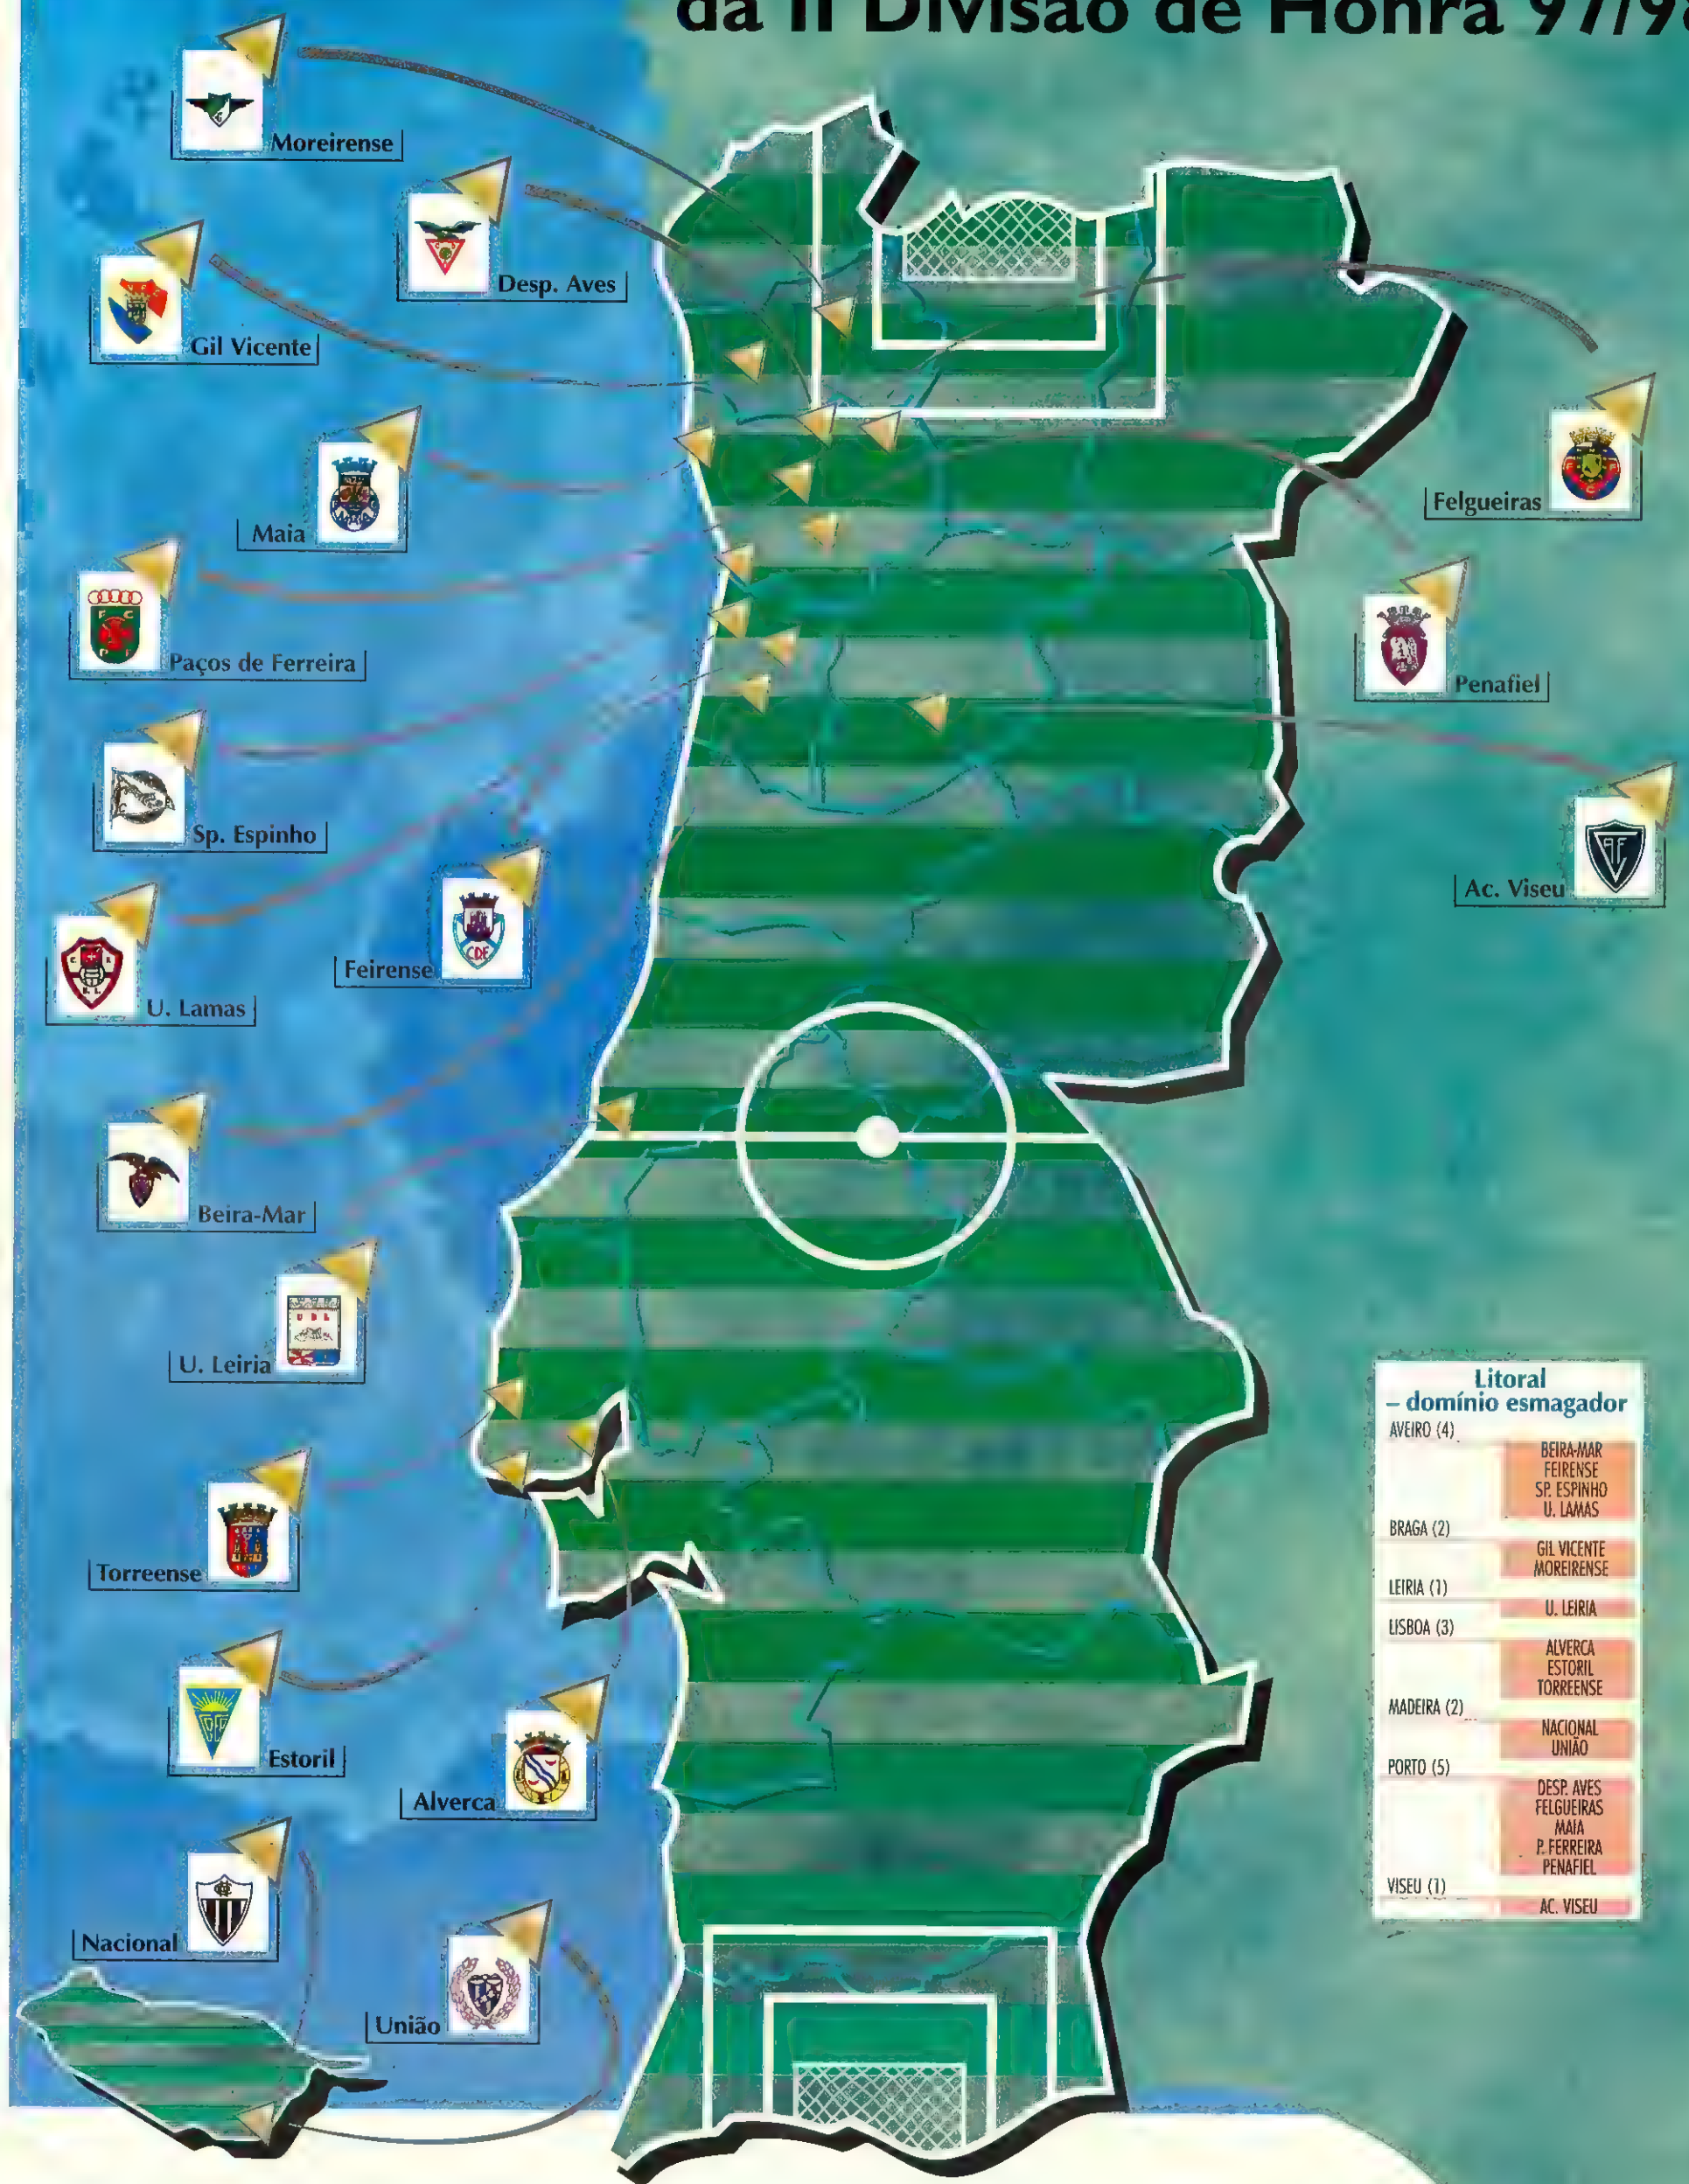 da II Divisão de Honra 97/98
Moreirense
Desp. Aves
Gil Vicente
Maia
Felgueiras
Paços de Ferreira
Penafiel
Sp. Espinho
Ac. Viseu
Feirense
CDF
U. Lamas
Beira-Mar
U D L
U. Leiria
Torreense
Estoril
Alverca
Nacional
União
Litoral
– domínio esmagador
AVEIRO (4)
BEIRA-MAR
FEIRENSE
SP. ESPINHO
U. LAMAS
BRAGA (2)
GIL VICENTE
MOREIRENSE
LEIRIA (1)
U. LEIRIA
LISBOA (3)
ALVERCA
ESTORIL
TORREENSE
MADEIRA (2)
NACIONAL
UNIÃO
PORTO (5)
DESP. AVES
FELGUEIRAS
MAIA
P. FERREIRA
PENAFIEL
VISEU (1)
AC. VISEU